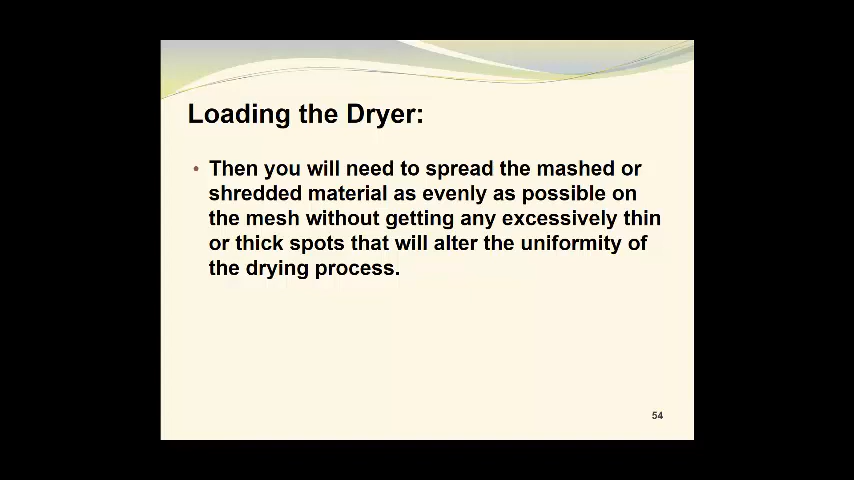 Loading the Dryer:
• Then you will need to spread the mashed or
shredded material as evenly as possible on
the mesh without getting any excessively thin
or thick spots that will alter the uniformity of
the drying process.
54